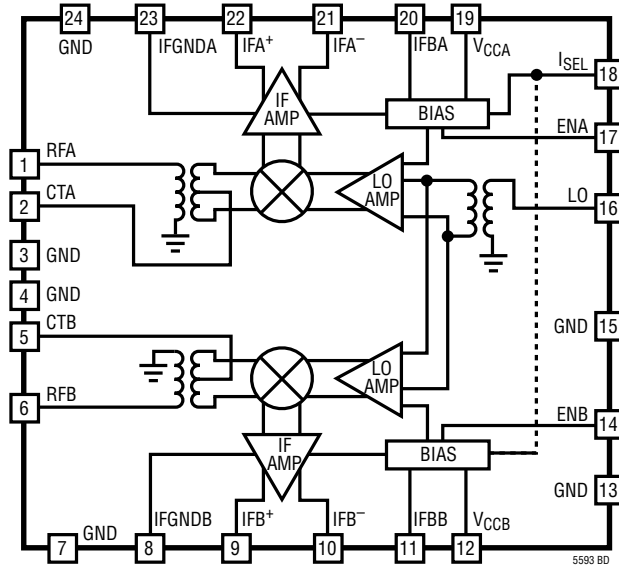 24 23 22 21 20 19
GND IFGNDA IFA+ IFA− IFBA VCCA
ISEL 18
IF AMP
BIAS
ENA 17
1 RFA
LO AMP
2 CTA
LO 16
3 GND
4 GND
5 CTB
GND 15
LO AMP
6 RFB
ENB 14
IF AMP
BIAS
GND 13
GND IFGNDB IFB+ IFB− IFBB VCCB
7 8 9 10 11 12
5593 BD